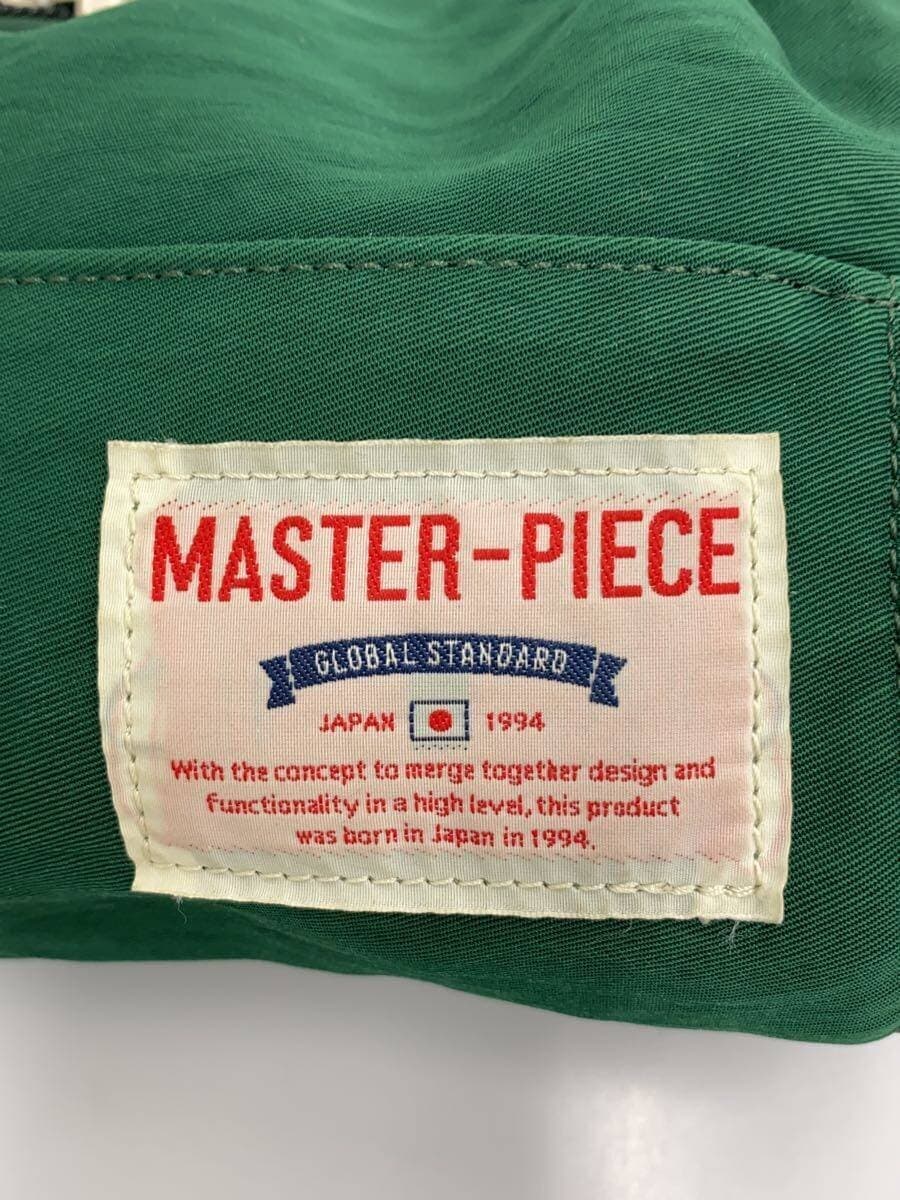 MASTER-PIECE
GLOBAL STANDARD
JAPAN 1994
With the concept to merge together design and
functionality in a high level, this product
was born in Japan in 1994.